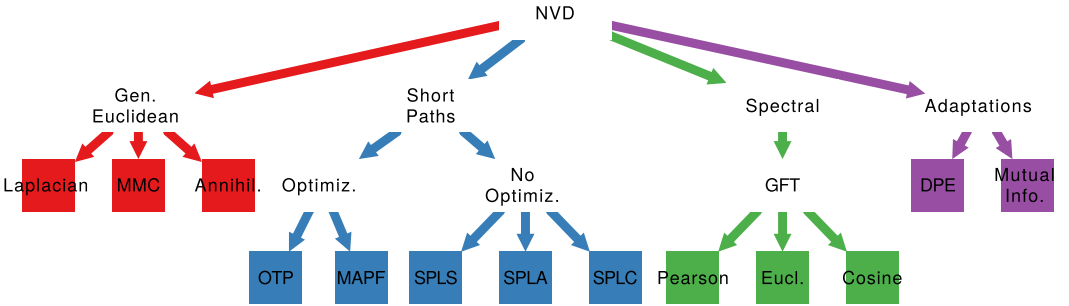 NVD
Gen.
Euclidean
Short
Paths
Spectral
Adaptations
Laplacian
MMC
Annihil.
Optimiz.
No
Optimiz.
GFT
DPE
Mutual
Info.
OTP
MAPF
SPLS
SPLA
SPLC
Pearson
Eucl.
Cosine